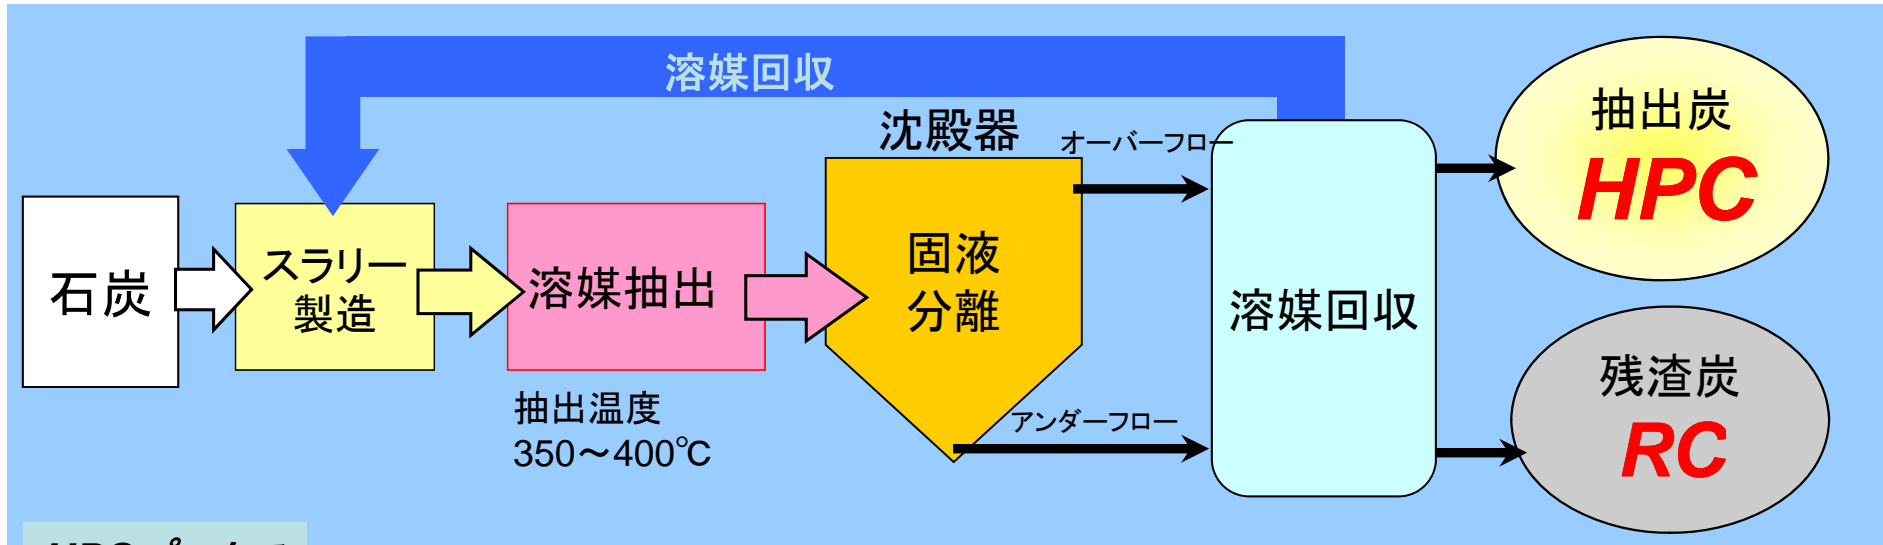 溶媒回収
沈殿器
オーバーフロー
抽出炭
HPC
石炭
スラリー
製造
溶媒抽出
固液
分離
溶媒回収
抽出温度
350～400℃
アンダーフロー
残渣炭
RC